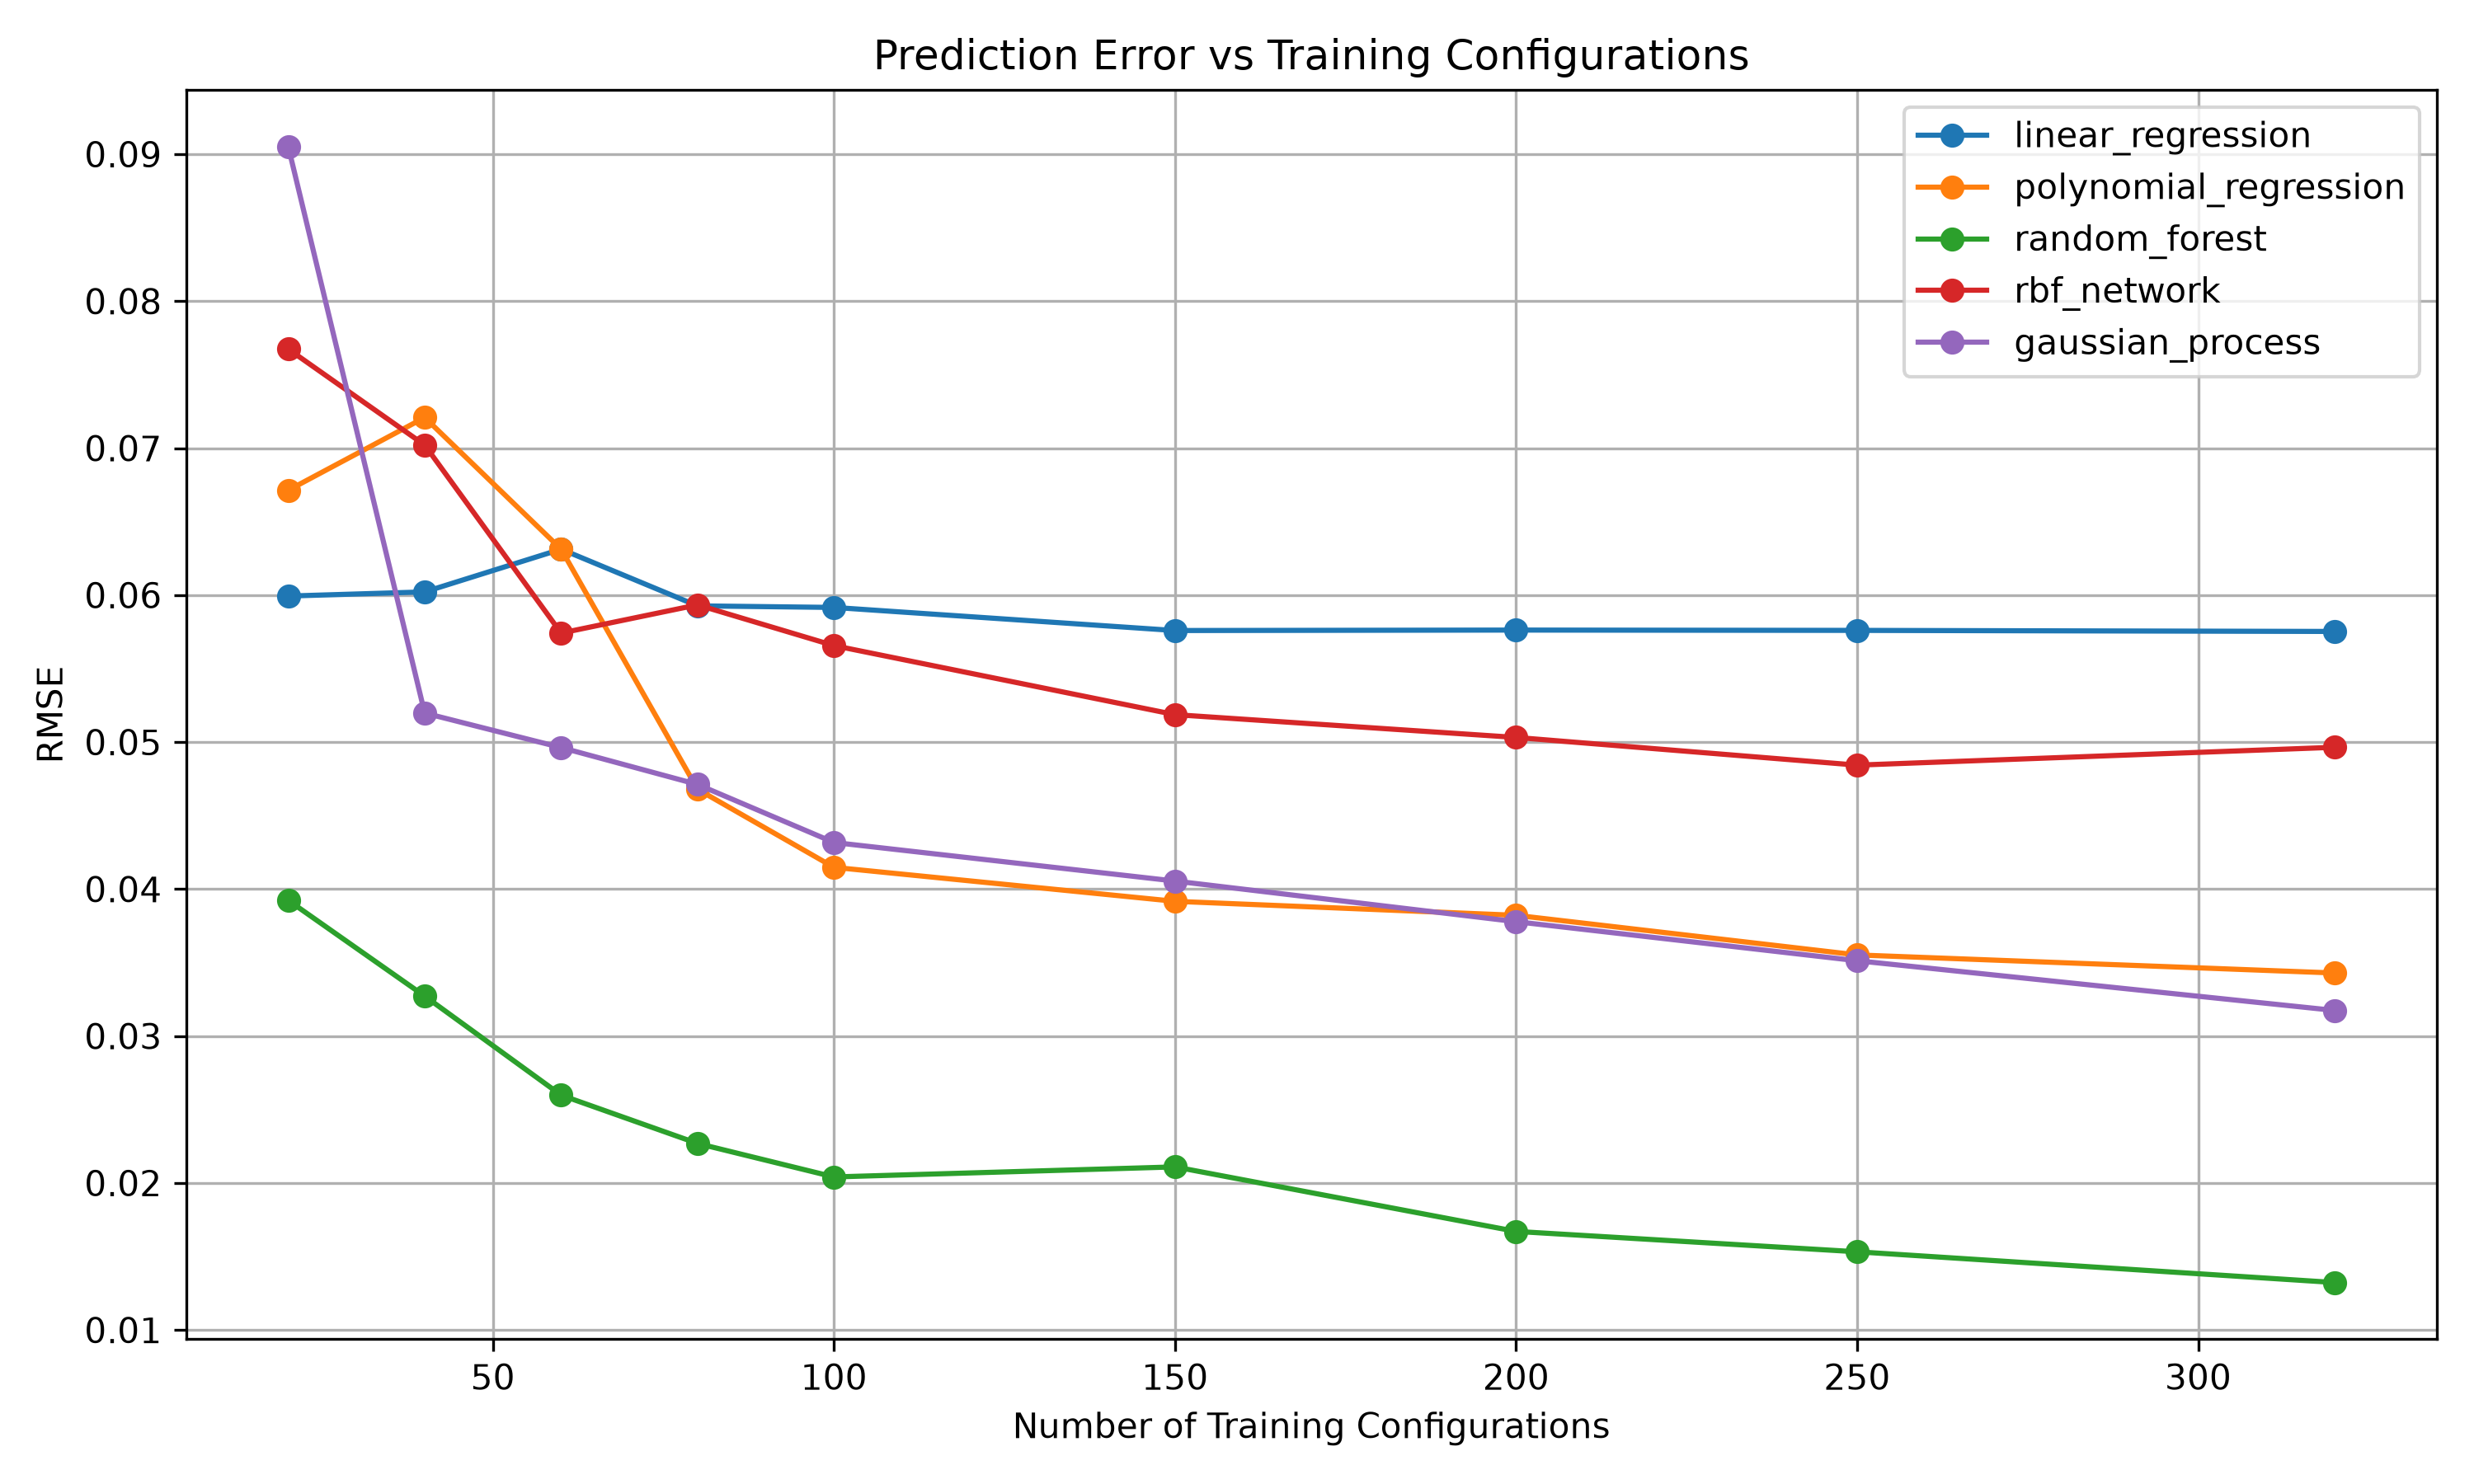 Prediction Error vs Training Configurations
linear_regression
polynomial_regression
random_forest
rbf_network
gaussian_process
0.09
0.08
0.07
0.06
0.05
0.04
0.03
0.02
0.01
RMSE
50 100 150 200 250 300
Number of Training Configurations